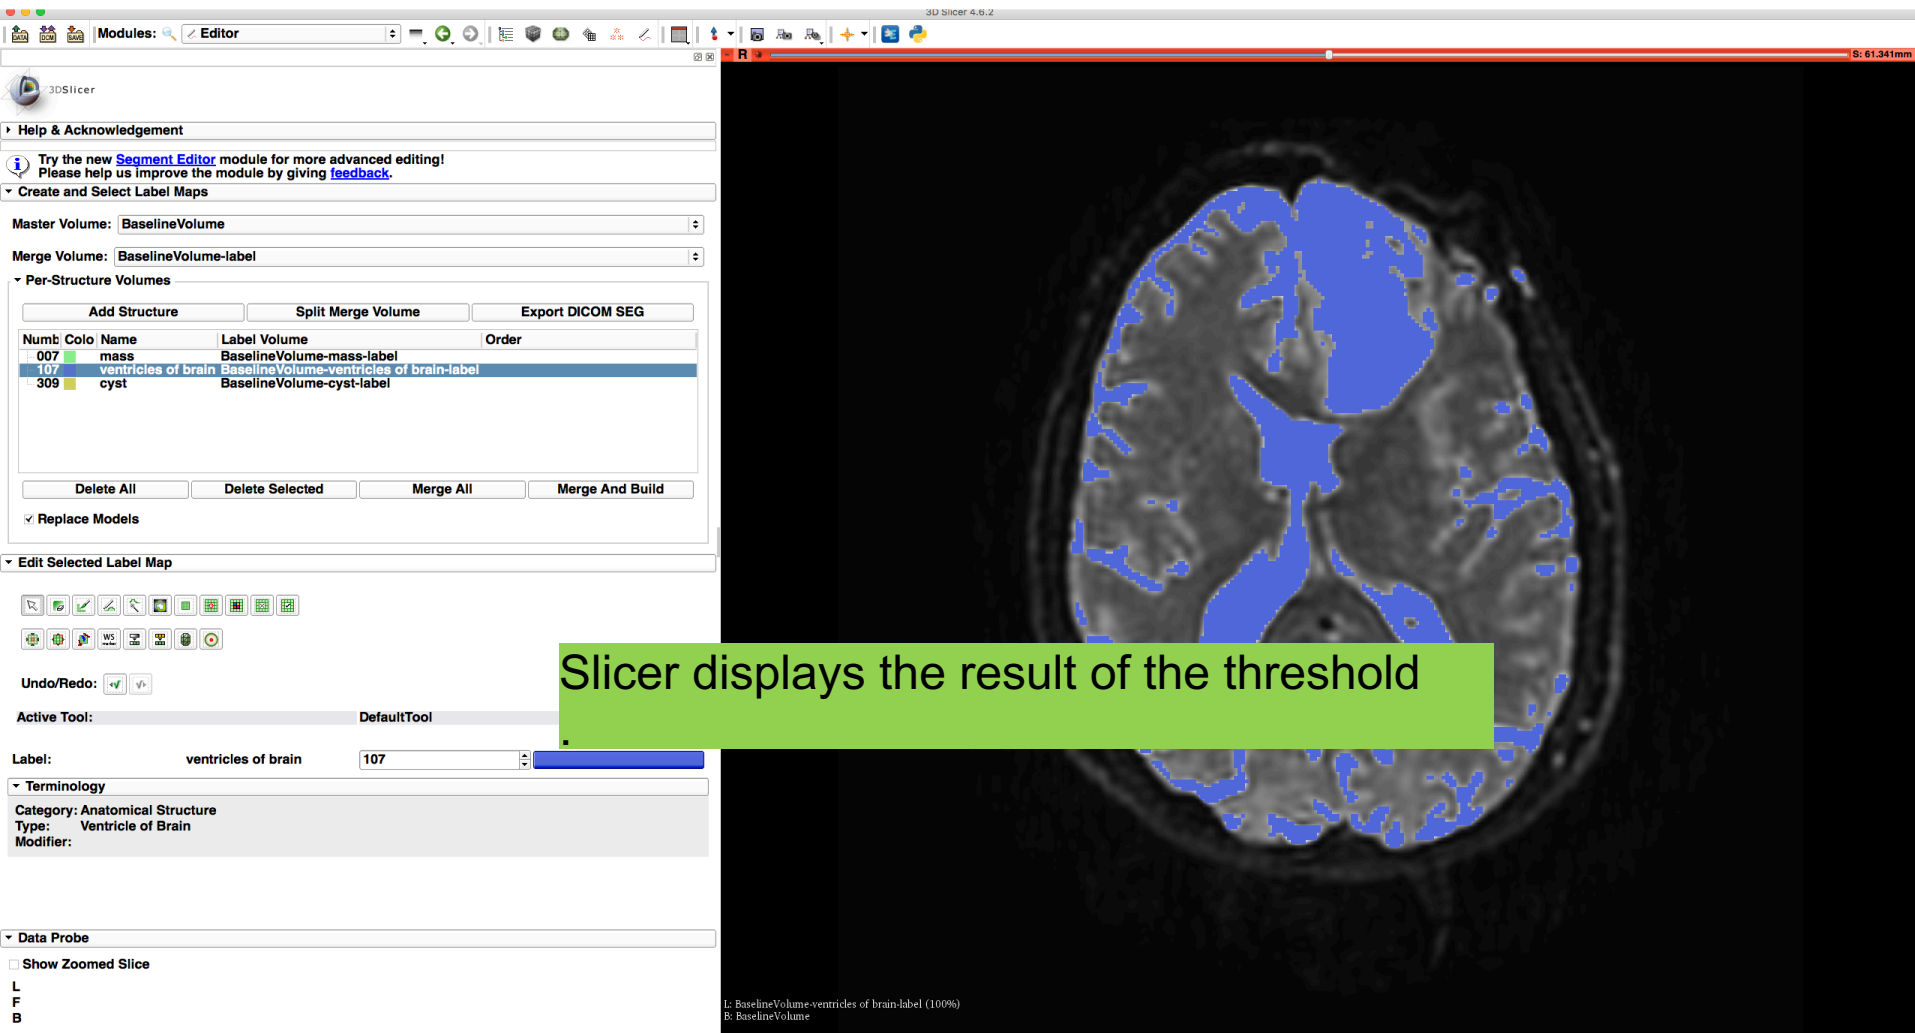 3D Slicer 4.6.2
DATA DCM SAVE Modules: Editor
R S: 61.341mm
3DSlicer
Help & Acknowledgement
Try the new Segment Editor module for more advanced editing!
Please help us improve the module by giving feedback.
Create and Select Label Maps
Master Volume: BaselineVolume
Merge Volume: BaselineVolume-label
Per-Structure Volumes
Add Structure Split Merge Volume Export DICOM SEG
Numb Colo Name Label Volume Order
007 mass BaselineVolume-mass-label
107 ventricles of brain BaselineVolume-ventricles of brain-label
309 cyst BaselineVolume-cyst-label
Delete All Delete Selected Merge All Merge And Build
Replace Models
Edit Selected Label Map
WS
Undo/Redo:
Slicer displays the result of the threshold
.
Active Tool: DefaultTool
Label: ventricles of brain 107
Terminology
Category: Anatomical Structure
Type: Ventricle of Brain
Modifier:
Data Probe
Show Zoomed Slice
L
F
B
L: BaselineVolume-ventricles of brain-label (100%)
B: BaselineVolume